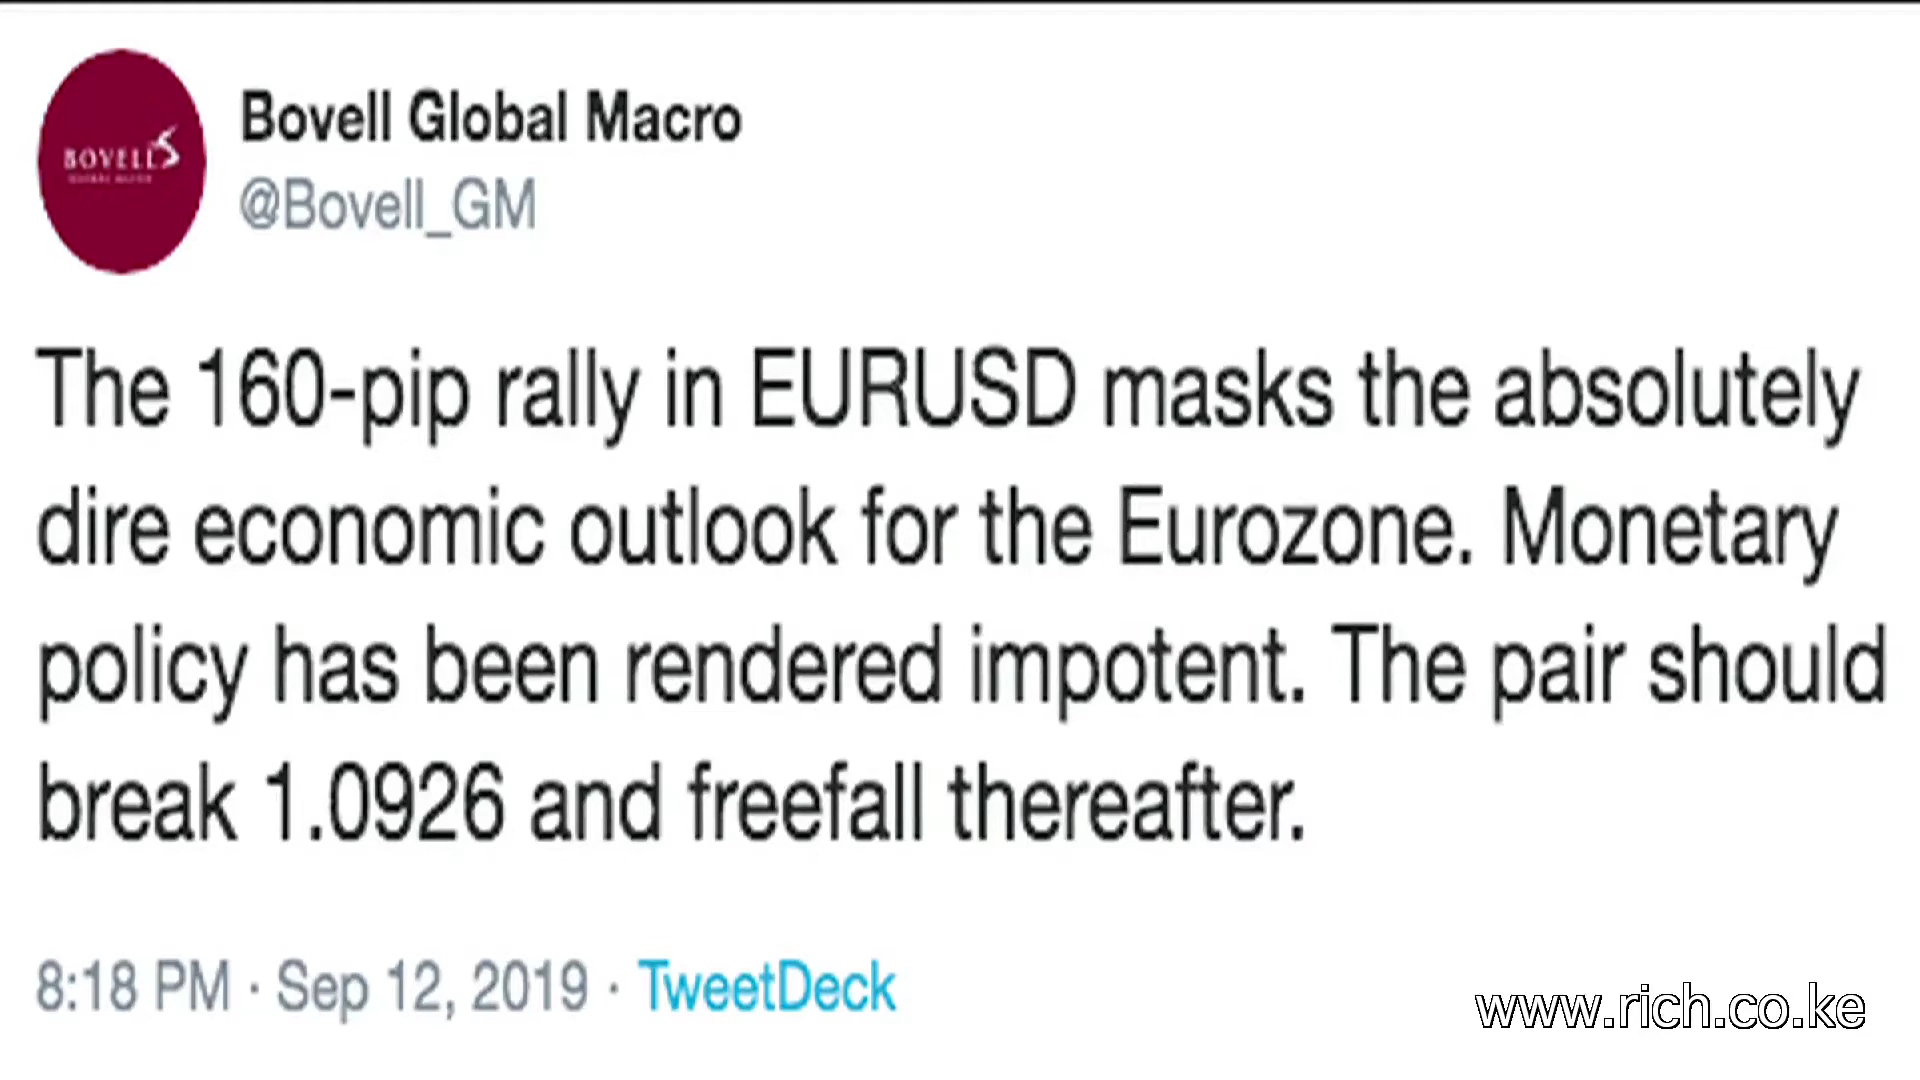 BOVELL
Bovell Global Macro
@Bovell_GM
The 160-pip rally in EURUSD masks the absolutely
dire economic outlook for the Eurozone. Monetary
policy has been rendered impotent. The pair should
break 1.0926 and freefall thereafter.
8:18 PM · Sep 12, 2019 · TweetDeck
www.rich.co.ke